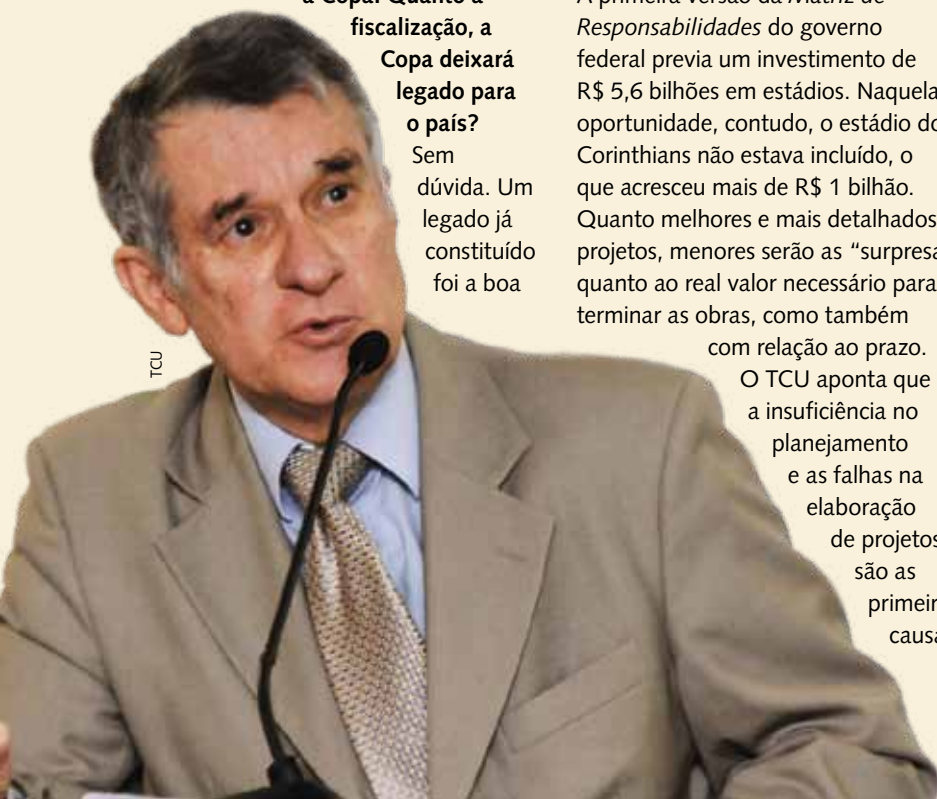 a Copa. Quanto à
fiscalização, a
Copa deixará
legado para
o país?
Sem
dúvida. Um
legado já
constituído
foi a boa
TCU
A primeira versão da Matriz de
Responsabilidades do governo
federal previa um investimento de
R$ 5,6 bilhões em estádios. Naquela
oportunidade, contudo, o estádio do
Corinthians não estava incluído, o
que acresceu mais de R$ 1 bilhão.
Quanto melhores e mais detalhados
projetos, menores serão as “surpresa
quanto ao real valor necessário para
terminar as obras, como também
com relação ao prazo.
O TCU aponta que
a insuficiência no
planejamento
e as falhas na
elaboração
de projetos
são as
primeir
causa